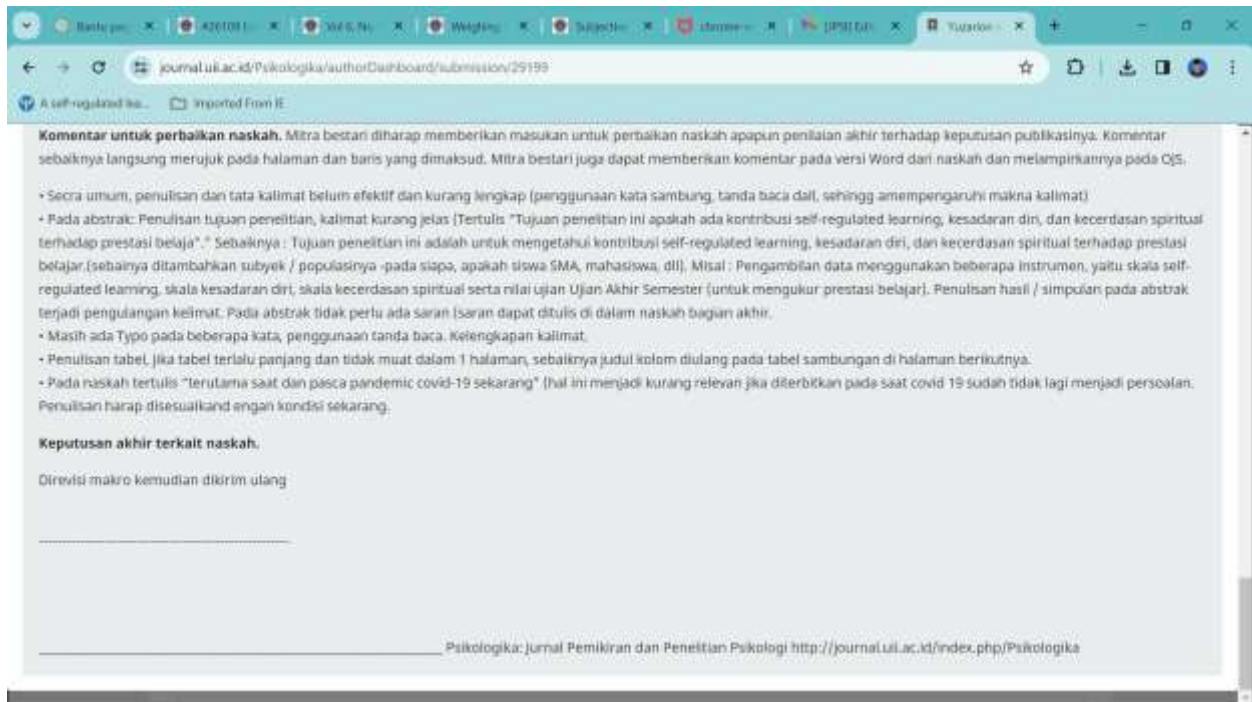 Bantu
A26109
Vol 6, No
Weighing
Subjective
Yuzarion
journal.uii.ac.id/Psikologika/authorDashboard/submission/29199
A self-regulated lea... Imported From IE
Komentar untuk perbaikan naskah. Mitra bestari diharap memberikan masukan untuk perbaikan naskah apapun penilaian akhir terhadap keputusan publikasinya. Komentar
sebaiknya langsung merujuk pada halaman dan baris yang dimaksud. Mitra bestari juga dapat memberikan komentar pada versi Word dari naskah dan melampirkannya pada OJS.
• Secra umum, penulisan dan tata kalimat belum efektif dan kurang lengkap (penggunaan kata sambung, tanda baca dall, sehingg amempengaruhi makna kalimat)
• Pada abstrak: Penulisan tujuan penelitian, kalimat kurang jelas (Tertulis "Tujuan penelitian ini apakah ada kontribusi self-regulated learning, kesadaran diri, dan kecerdasan spiritual
terhadap prestasi belaja"." Sebaiknya : Tujuan penelitian ini adalah untuk mengetahui kontribusi self-regulated learning, kesadaran diri, dan kecerdasan spiritual terhadap prestasi
belajar.(sebainya ditambahkan subyek / populasinya -pada siapa, apakah siswa SMA, mahasiswa, dll). Misal : Pengambilan data menggunakan beberapa instrumen, yaitu skala self-
regulated learning, skala kesadaran diri, skala kecerdasan spiritual serta nilai ujian Ujian Akhir Semester (untuk mengukur prestasi belajar). Penulisan hasil / simpulan pada abstrak
terjadi pengulangan kelimat. Pada abstrak tidak perlu ada saran (saran dapat ditulis di dalam naskah bagian akhir.
• Masih ada Typo pada beberapa kata, penggunaan tanda baca. Kelengkapan kalimat.
• Penulisan tabel, jika tabel terlalu panjang dan tidak muat dalam 1 halaman, sebaiknya judul kolom diulang pada tabel sambungan di halaman berikutnya.
• Pada naskah tertulis "terutama saat dan pasca pandemic covid-19 sekarang" (hal ini menjadi kurang relevan jika diterbitkan pada saat covid 19 sudah tidak lagi menjadi persoalan.
Penulisan harap disesuaikand engan kondisi sekarang.
Keputusan akhir terkait naskah.
Direvisi makro kemudian dikirim ulang
Psikologika: Jurnal Pemikiran dan Penelitian Psikologi http://journal.uii.ac.id/index.php/Psikologika